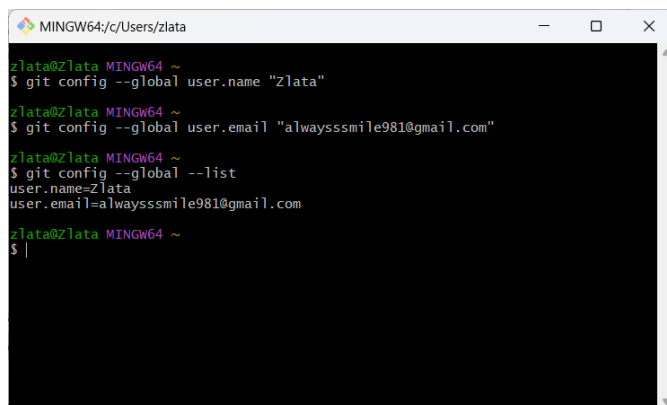 MINGW64:/c/Users/zlata
zlata@Zlata MINGW64 ~
$ git config --global user.name "Zlata"
zlata@Zlata MINGW64 ~
$ git config --global user.email "alwaysssmile981@gmail.com"
zlata@Zlata MINGW64 ~
$ git config --global --list
user.name=Zlata
user.email=alwaysssmile981@gmail.com
zlata@Zlata MINGW64 ~
$